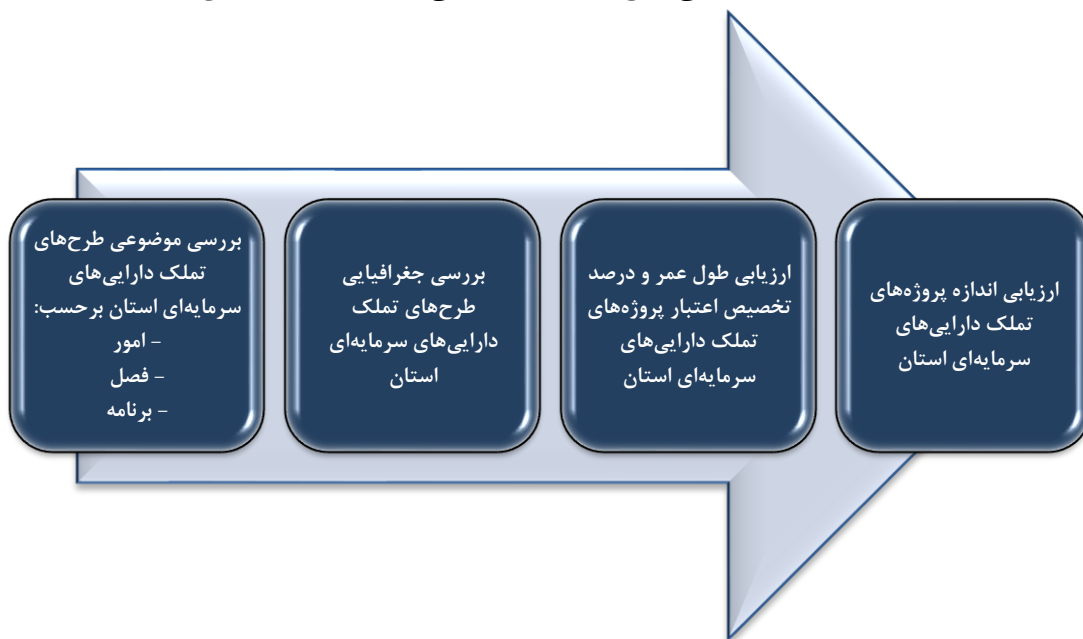 بررسی موضوعی طرح‌های
تملک دارایی‌های
سرمایه‌ای استان برحسب:
- امور
- فصل
- برنامه
بررسی جغرافیایی
طرح‌های تملک
دارایی‌های سرمایه‌ای
استان
ارزیابی طول عمر و درصد
تخصیص اعتبار پروژه‌های
تملک دارایی‌های
سرمایه‌ای استان
ارزیابی اندازه پروژه‌های
تملک دارایی‌های
سرمایه‌ای استان